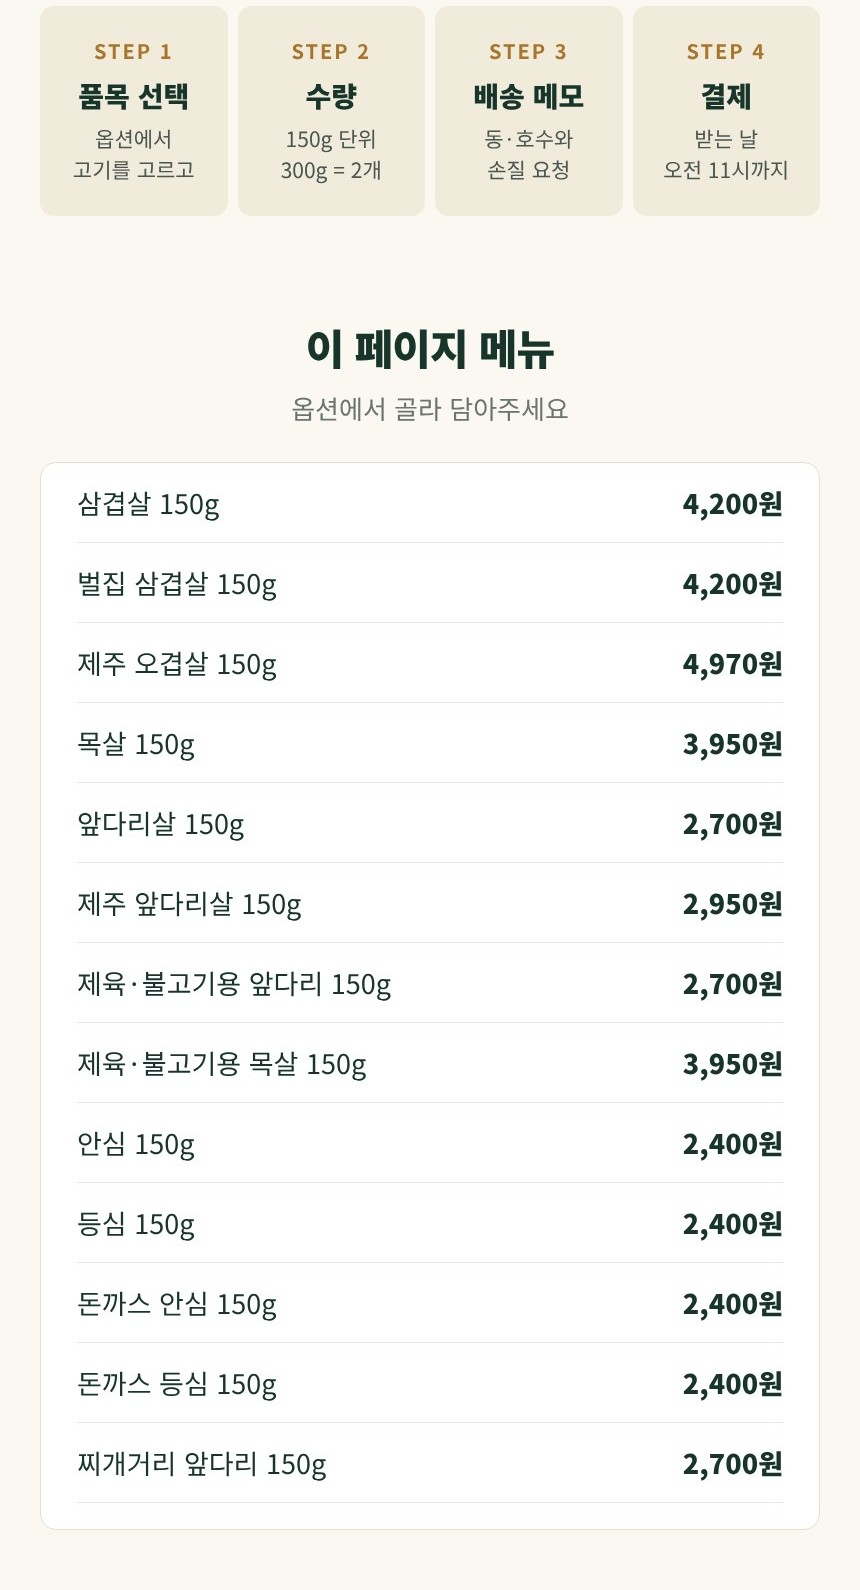 STEP 1
품목 선택
옵션에서
고기를 고르고
STEP 2
수량
150g 단위
300g = 2개
STEP 3
배송 메모
동·호수와
손질 요청
STEP 4
결제
받는 날
오전 11시까지
이 페이지 메뉴
옵션에서 골라 담아주세요
삼겹살 150g 4,200원
벌집 삼겹살 150g 4,200원
제주 오겹살 150g 4,970원
목살 150g 3,950원
앞다리살 150g 2,700원
제주 앞다리살 150g 2,950원
제육·불고기용 앞다리 150g 2,700원
제육·불고기용 목살 150g 3,950원
안심 150g 2,400원
등심 150g 2,400원
돈까스 안심 150g 2,400원
돈까스 등심 150g 2,400원
찌개거리 앞다리 150g 2,700원